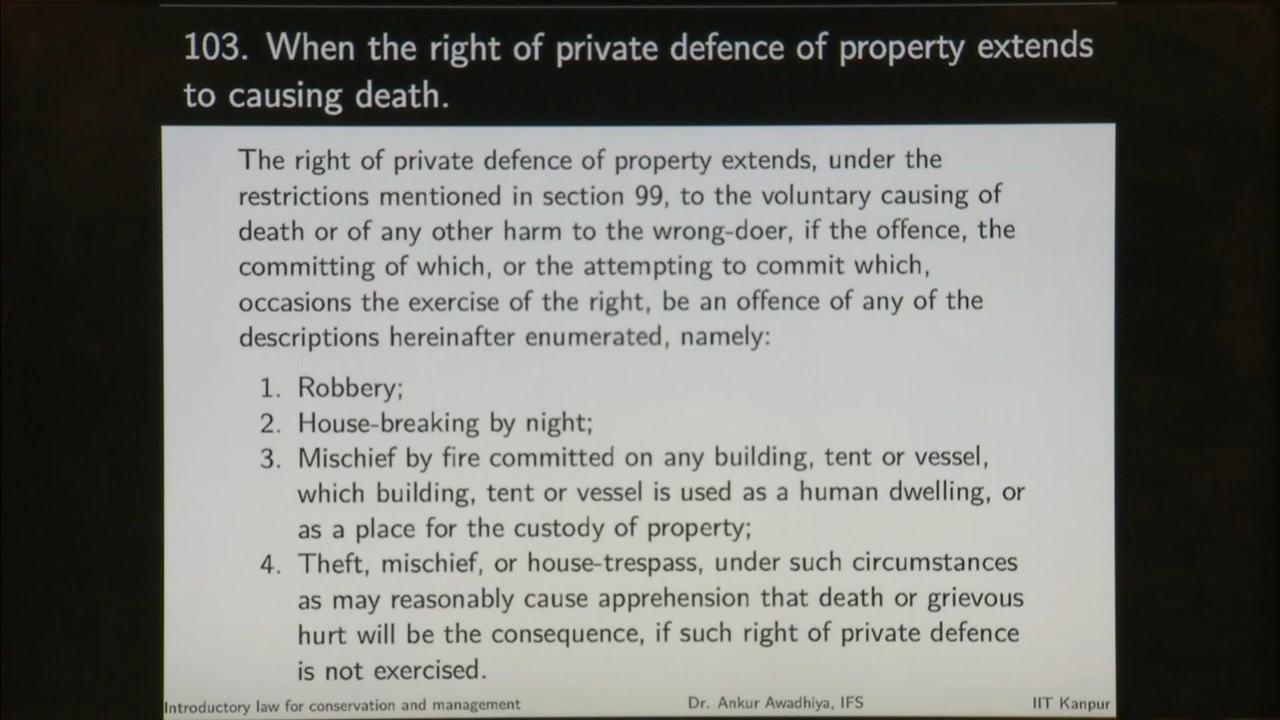 103. When the right of private defence of property extends
to causing death.
The right of private defence of property extends, under the
restrictions mentioned in section 99, to the voluntary causing of
death or of any other harm to the wrong-doer, if the offence, the
committing of which, or the attempting to commit which,
occasions the exercise of the right, be an offence of any of the
descriptions hereinafter enumerated, namely:
1. Robbery;
2. House-breaking by night;
3. Mischief by fire committed on any building, tent or vessel,
which building, tent or vessel is used as a human dwelling, or
as a place for the custody of property;
4. Theft, mischief, or house-trespass, under such circumstances
as may reasonably cause apprehension that death or grievous
hurt will be the consequence, if such right of private defence
is not exercised.
Introductory law for conservation and management Dr. Ankur Awadhiya, IFS IIT Kanpur